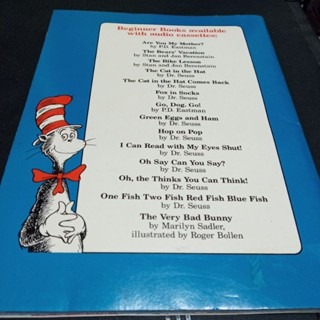 Beginner Books available
with audio cassettes:
Are You My Mother?
by P.D. Eastman
The Bears' Vacation
by Stan and Jan Berenstain
The Bike Lesson
by Stan and Jan Berenstain
The Cat in the Hat
by Dr. Seuss
The Cat in the Hat Comes Back
by Dr. Seuss
Fox in Socks
by Dr. Seuss
Go, Dog. Go!
by P.D. Eastman
Green Eggs and Ham
by Dr. Seuss
Hop on Pop
by Dr. Seuss
I Can Read with My Eyes Shut!
by Dr. Seuss
Oh Say Can You Say?
by Dr. Seuss
Oh, the Thinks You Can Think!
by Dr. Seuss
One Fish Two Fish Red Fish Blue Fish
by Dr. Seuss
The Very Bad Bunny
by Marilyn Sadler,
illustrated by Roger Bollen